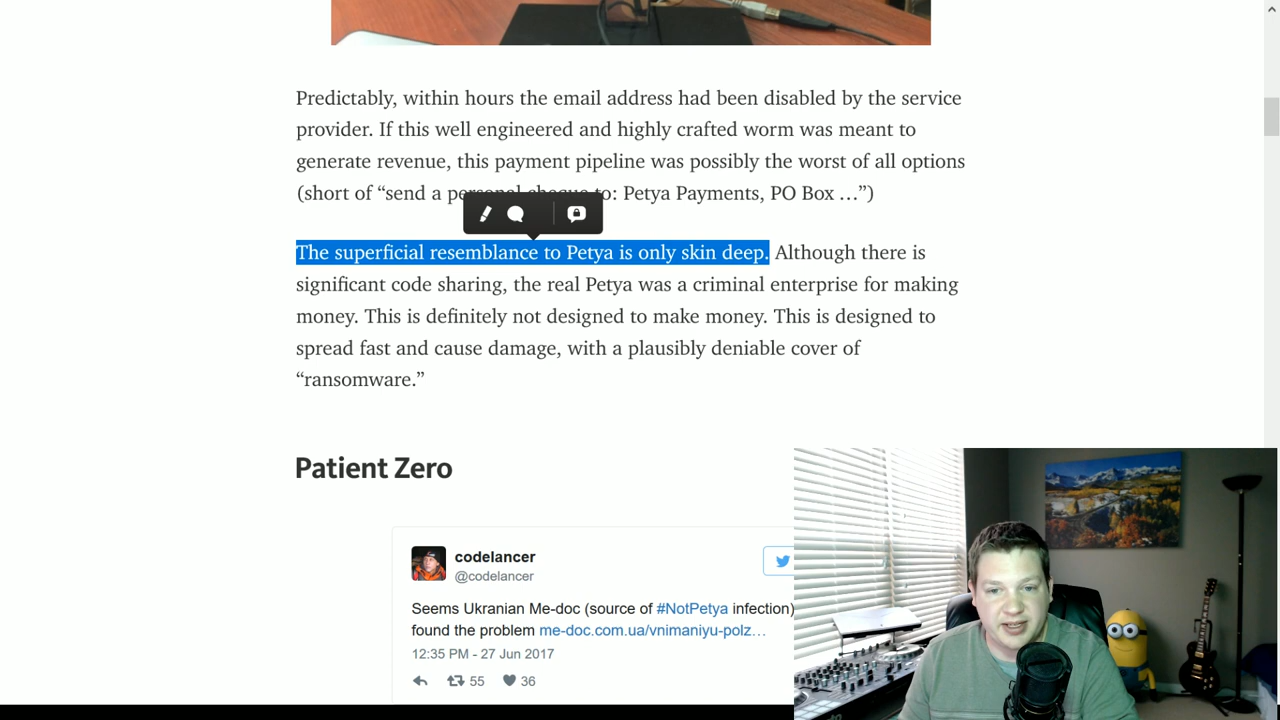 Predictably, within hours the email address had been disabled by the service
provider. If this well engineered and highly crafted worm was meant to
generate revenue, this payment pipeline was possibly the worst of all options
(short of “send a personal cheque to: Petya Payments, PO Box …”)
The superficial resemblance to Petya is only skin deep. Although there is
significant code sharing, the real Petya was a criminal enterprise for making
money. This is definitely not designed to make money. This is designed to
spread fast and cause damage, with a plausibly deniable cover of
“ransomware.”
Patient Zero
codelancer
@codelancer
Seems Ukranian Me-doc (source of #NotPetya infection)
found the problem me-doc.com.ua/vnimaniyu-polz…
12:35 PM - 27 Jun 2017
55 36